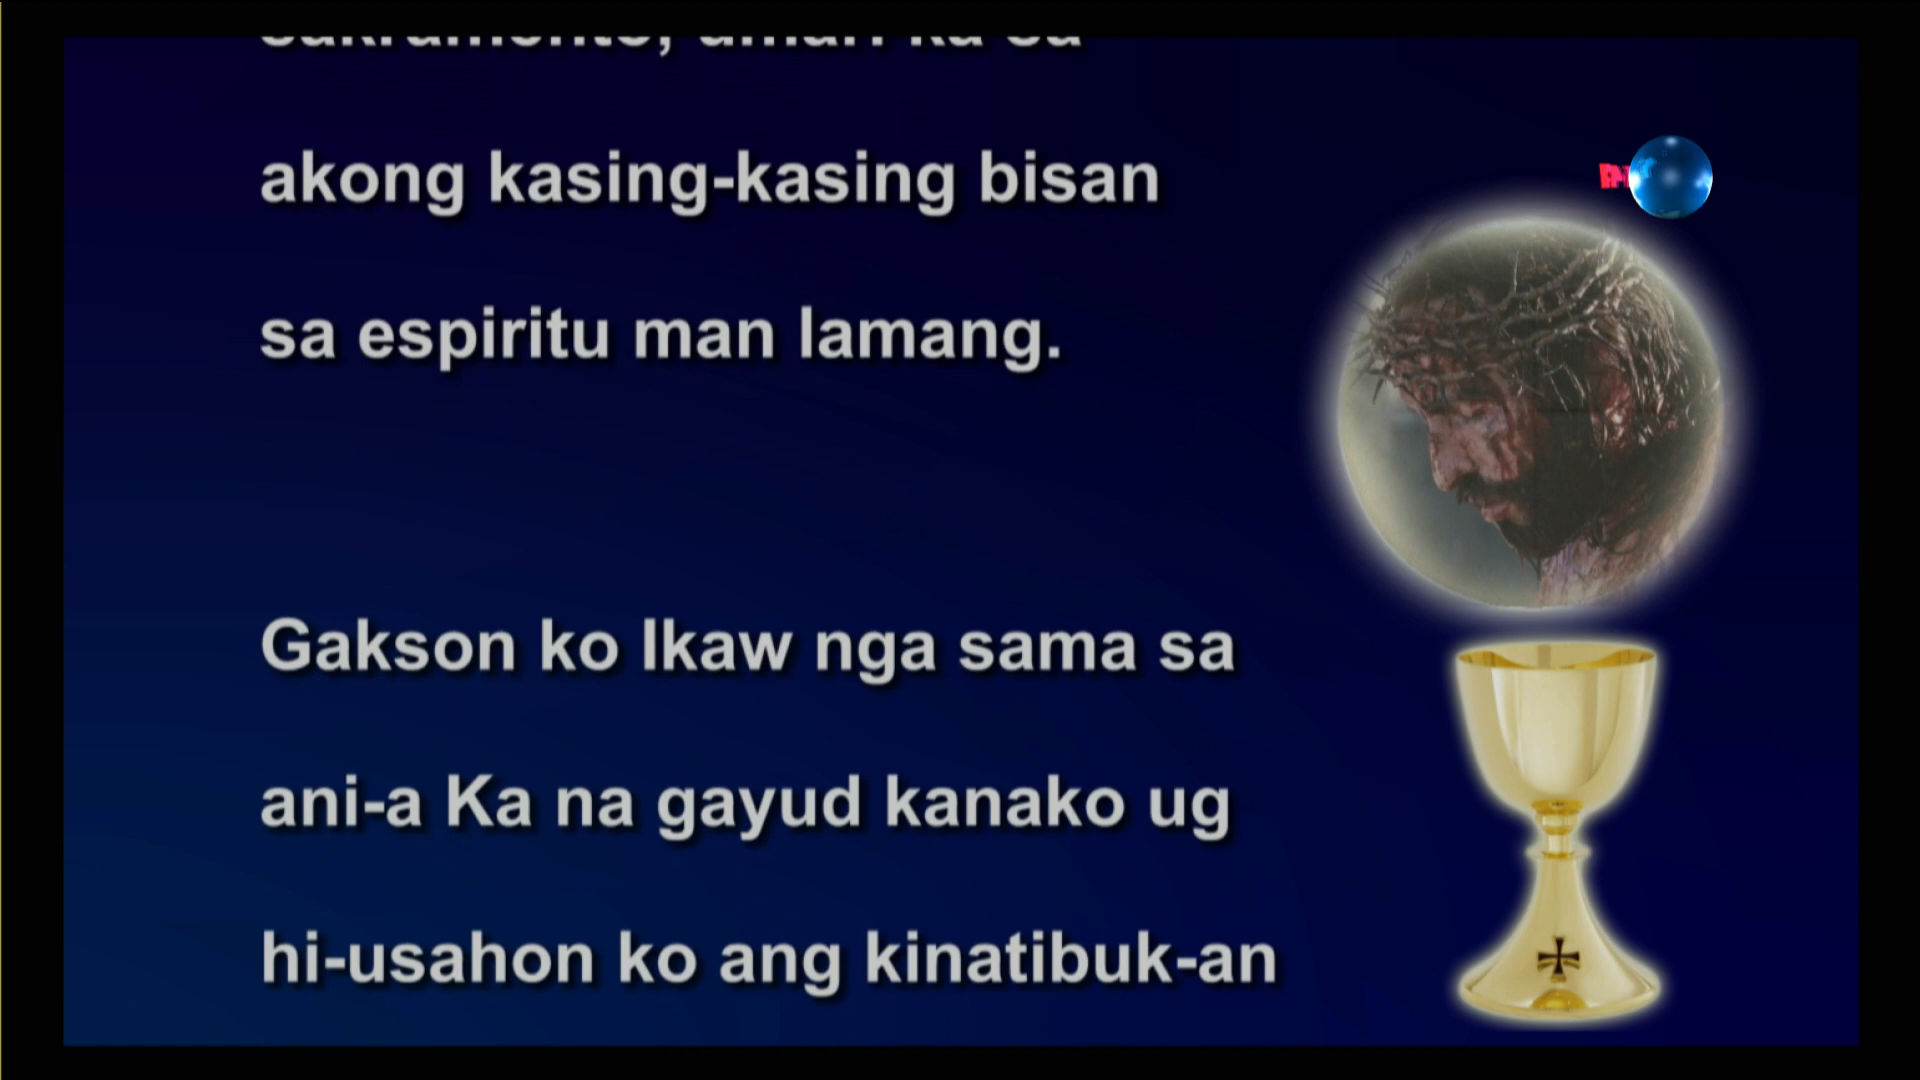 akong kasing-kasing bisan
sa espiritu man lamang.
Gakson ko Ikaw nga sama sa
ani-a Ka na gayud kanako ug
hi-usahon ko ang kinatibuk-an